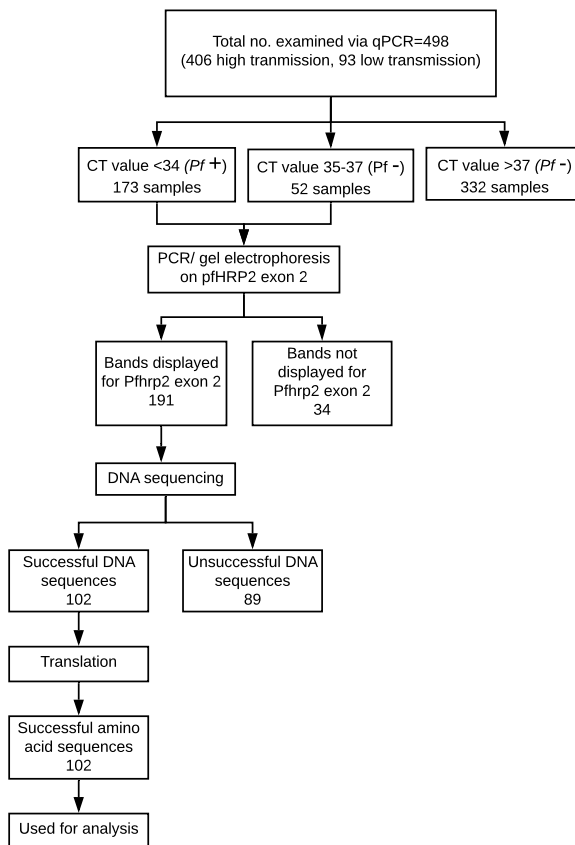 Total no. examined via qPCR=498
(406 high tranmission, 93 low transmission)
CT value <34 (Pf +)
173 samples
CT value 35-37 (Pf -)
52 samples
CT value >37 (Pf -)
332 samples
PCR/ gel electrophoresis
on pfHRP2 exon 2
Bands displayed
for Pfhrp2 exon 2
191
Bands not
displayed for
Pfhrp2 exon 2
34
DNA sequencing
Successful DNA
sequences
102
Unsuccessful DNA
sequences
89
Translation
Successful amino
acid sequences
102
Used for analysis